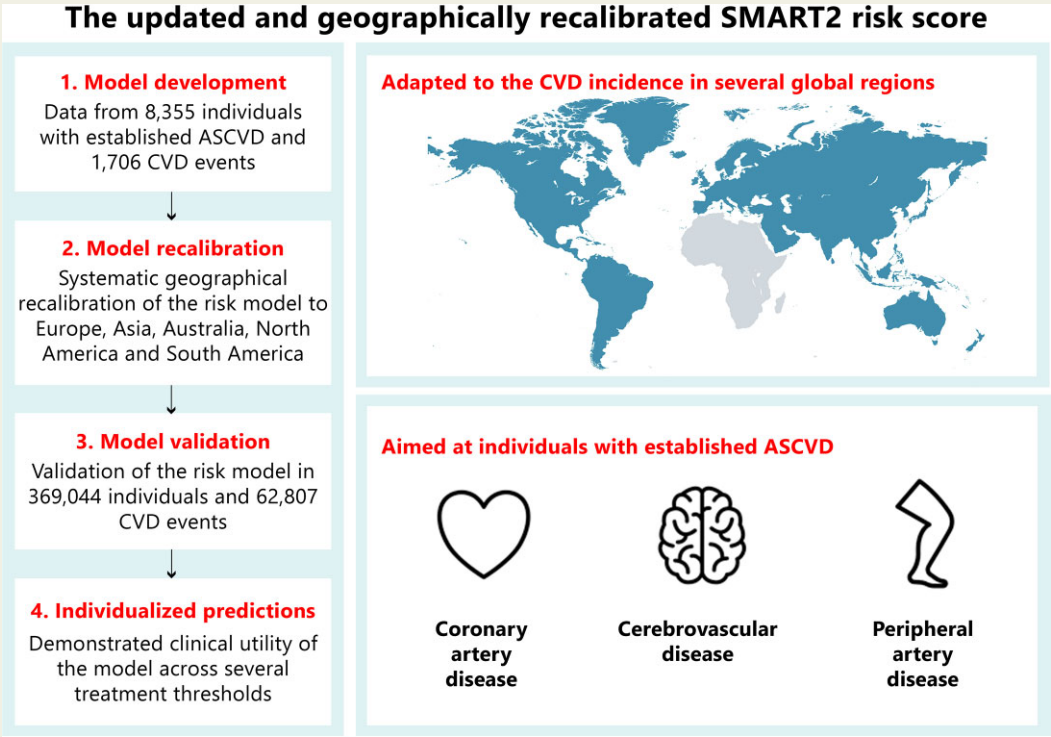 The updated and geographically recalibrated SMART2 risk score
1. Model development
Data from 8,355 individuals
with established ASCVD and
1,706 CVD events
2. Model recalibration
Systematic geographical
recalibration of the risk model to
Europe, Asia, Australia, North
America and South America
3. Model validation
Validation of the risk model in
369,044 individuals and 62,807
CVD events
4. Individualized predictions
Demonstrated clinical utility of
the model across several
treatment thresholds
Adapted to the CVD incidence in several global regions
Aimed at individuals with established ASCVD
Coronary
artery
disease
Cerebrovascular
disease
Peripheral
artery
disease